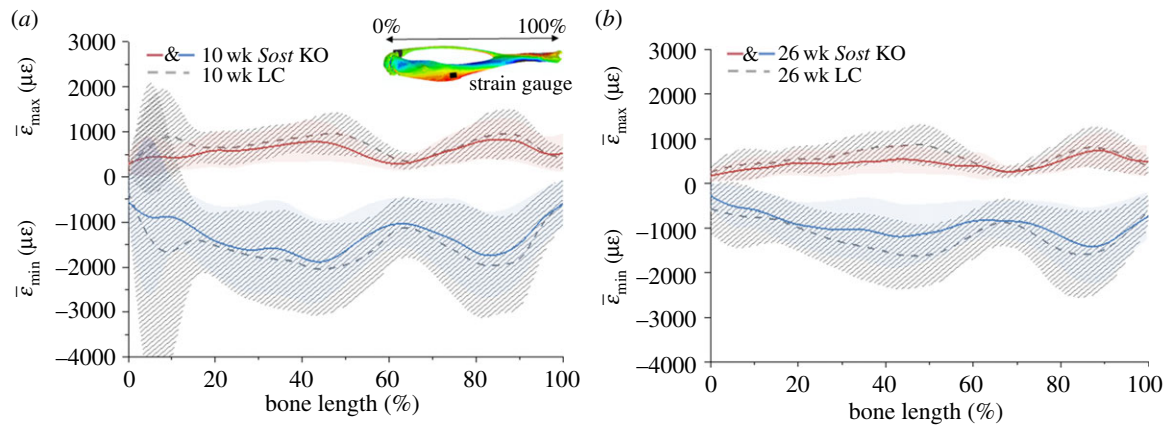 (a)
3000
2000
1000
0
–1000
–2000
–3000
–4000
ε̄max (με)
ε̄min (με)
& 10 wk Sost KO
10 wk LC
0% 100%
strain gauge
0 20 40 60 80 100
bone length (%)
(b)
3000
2000
1000
0
–1000
–2000
–3000
–4000
ε̄max (με)
ε̄min (με)
& 26 wk Sost KO
26 wk LC
0 20 40 60 80 100
bone length (%)